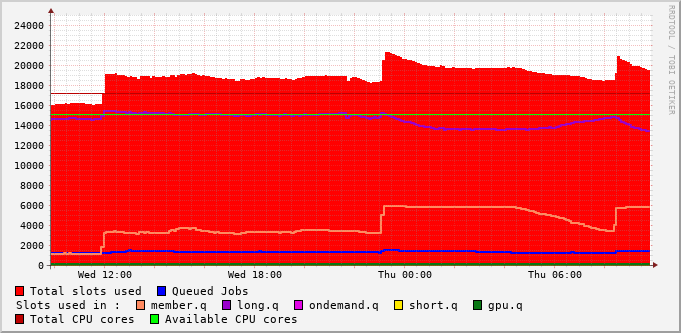 RRDTOOL / TOBI OETIKER
24000
22000
20000
18000
16000
14000
12000
10000
8000
6000
4000
2000
0
Wed 12:00 Wed 18:00 Thu 00:00 Thu 06:00
Total slots used Queued Jobs
Slots used in : member.q long.q ondemand.q short.q gpu.q
Total CPU cores Available CPU cores